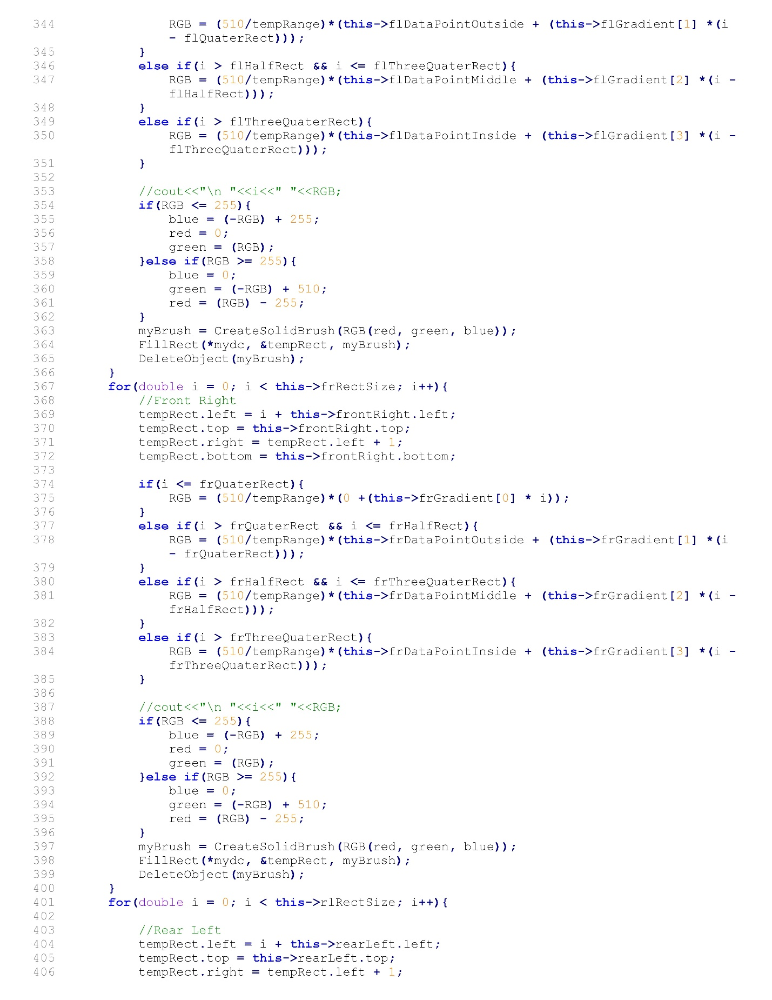 344 RGB = (510/tempRange)*(this->flDataPointOutside + (this->flGradient[1] *(i
- flQuaterRect)));
345 }
346 else if(i > flHalfRect && i <= flThreeQuaterRect){
347 RGB = (510/tempRange)*(this->flDataPointMiddle + (this->flGradient[2] *(i -
flHalfRect)));
348 }
349 else if(i > flThreeQuaterRect){
350 RGB = (510/tempRange)*(this->flDataPointInside + (this->flGradient[3] *(i -
flThreeQuaterRect)));
351 }
352
353 //cout<<"\n "<<i<<" "<<RGB;
354 if(RGB <= 255){
355 blue = (-RGB) + 255;
356 red = 0;
357 green = (RGB);
358 }else if(RGB >= 255){
359 blue = 0;
360 green = (-RGB) + 510;
361 red = (RGB) - 255;
362 }
363 myBrush = CreateSolidBrush(RGB(red, green, blue));
364 FillRect(*mydc, &tempRect, myBrush);
365 DeleteObject(myBrush);
366 }
367 for(double i = 0; i < this->frRectSize; i++){
368 //Front Right
369 tempRect.left = i + this->frontRight.left;
370 tempRect.top = this->frontRight.top;
371 tempRect.right = tempRect.left + 1;
372 tempRect.bottom = this->frontRight.bottom;
373
374 if(i <= frQuaterRect){
375 RGB = (510/tempRange)*(0 +(this->frGradient[0] * i));
376 }
377 else if(i > frQuaterRect && i <= frHalfRect){
378 RGB = (510/tempRange)*(this->frDataPointOutside + (this->frGradient[1] *(i
- frQuaterRect)));
379 }
380 else if(i > frHalfRect && i <= frThreeQuaterRect){
381 RGB = (510/tempRange)*(this->frDataPointMiddle + (this->frGradient[2] *(i -
frHalfRect)));
382 }
383 else if(i > frThreeQuaterRect){
384 RGB = (510/tempRange)*(this->frDataPointInside + (this->frGradient[3] *(i -
frThreeQuaterRect)));
385 }
386
387 //cout<<"\n "<<i<<" "<<RGB;
388 if(RGB <= 255){
389 blue = (-RGB) + 255;
390 red = 0;
391 green = (RGB);
392 }else if(RGB >= 255){
393 blue = 0;
394 green = (-RGB) + 510;
395 red = (RGB) - 255;
396 }
397 myBrush = CreateSolidBrush(RGB(red, green, blue));
398 FillRect(*mydc, &tempRect, myBrush);
399 DeleteObject(myBrush);
400 }
401 for(double i = 0; i < this->rlRectSize; i++){
402
403 //Rear Left
404 tempRect.left = i + this->rearLeft.left;
405 tempRect.top = this->rearLeft.top;
406 tempRect.right = tempRect.left + 1;